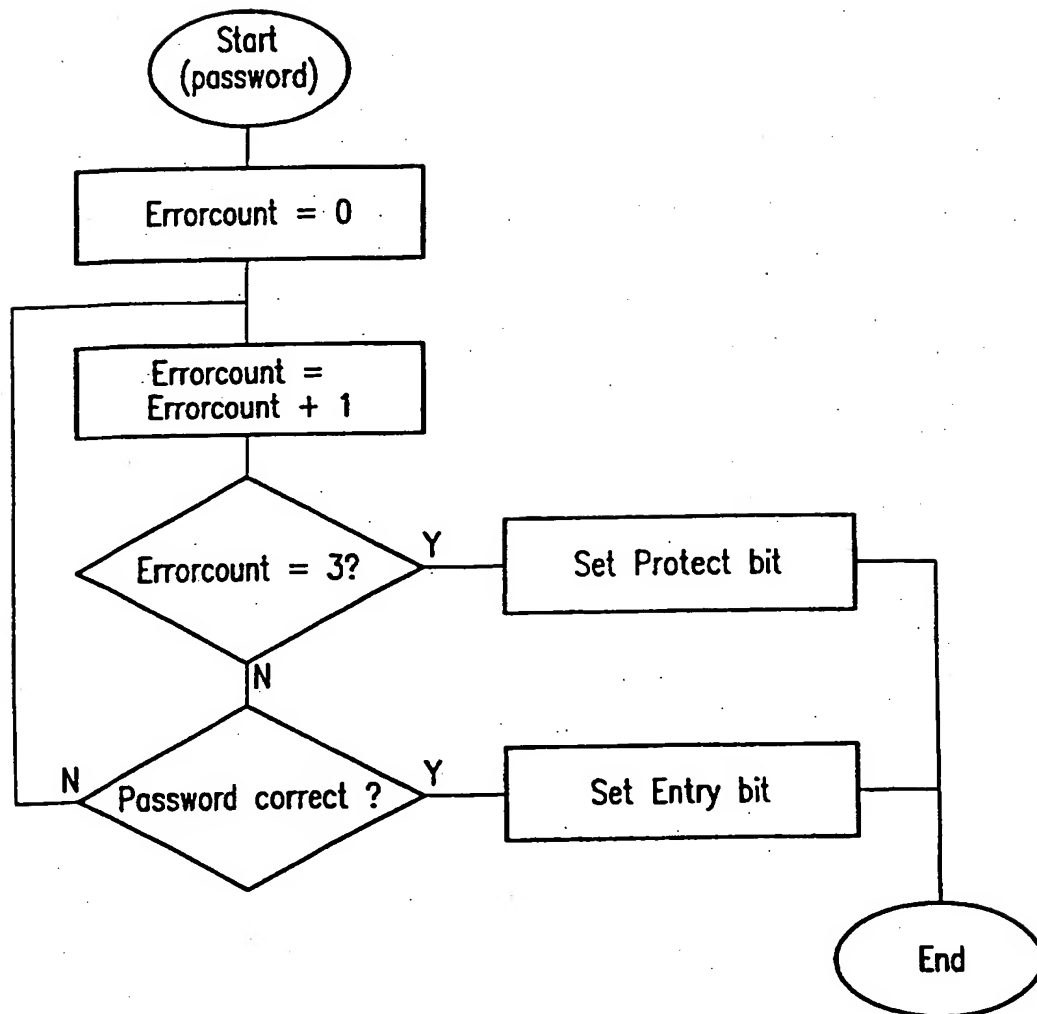 Start
(password)
Errorcount = 0
Errorcount =
Errorcount + 1
Errorcount = 3?
Y
Set Protect bit
N
Password correct ?
N
Y
Set Entry bit
End